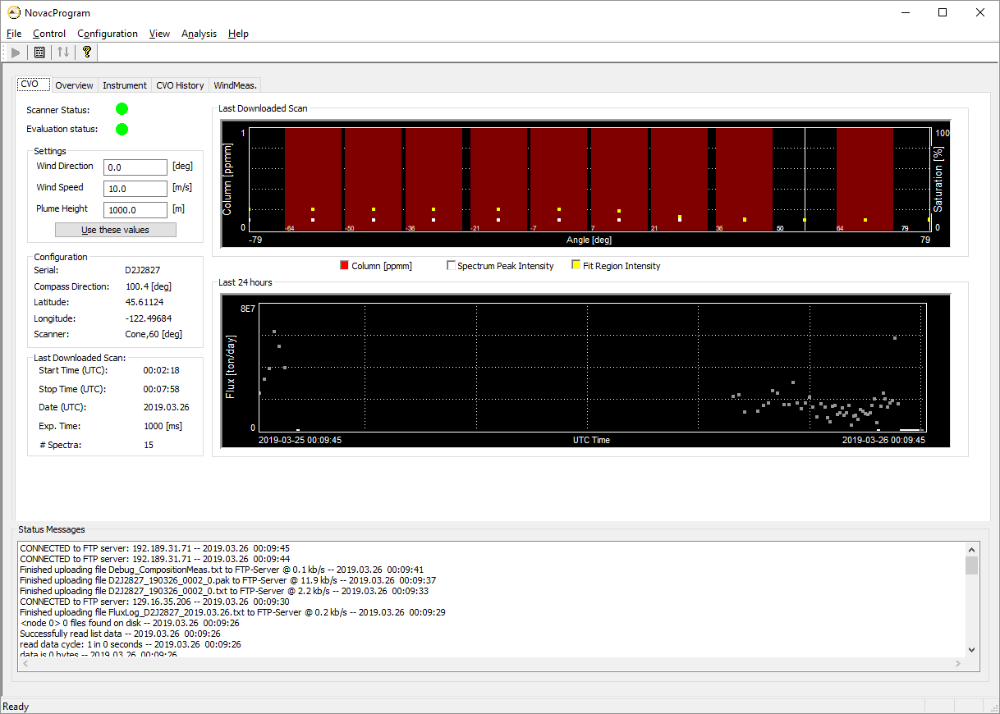 NovacProgram
File Control Configuration View Analysis Help
CVO Overview Instrument CVO History WindMeas.
Scanner Status:
Evaluation status:
Settings
Wind Direction 0.0 [deg]
Wind Speed 10.0 [m/s]
Plume Height 1000.0 [m]
Use these values
Configuration
Serial: D2J2827
Compass Direction: 100.4 [deg]
Latitude: 45.61124
Longitude: -122.49684
Scanner: Cone,60 [deg]
Last Downloaded Scan:
Start Time (UTC): 00:02:18
Stop Time (UTC): 00:07:58
Date (UTC): 2019.03.26
Exp. Time: 1000 [ms]
# Spectra: 15
Last Downloaded Scan
1 100
Column [ppmm]
Saturation [%]
0 -64 -50 -36 -21 -7 7 21 36 50 64 79 0
-79 Angle [deg] 79
Column [ppmm] Spectrum Peak Intensity Fit Region Intensity
Last 24 hours
8E7
Flux [ton/day]
0
2019-03-25 00:09:45 UTC Time 2019-03-26 00:09:45
Status Messages
CONNECTED to FTP server: 192.189.31.71 -- 2019.03.26 00:09:45
CONNECTED to FTP server: 192.189.31.71 -- 2019.03.26 00:09:44
Finished uploading file Debug_CompositionMeas.txt to FTP-Server @ 0.1 kb/s -- 2019.03.26 00:09:41
Finished uploading file D2J2827_190326_0002_0.pak to FTP-Server @ 11.9 kb/s -- 2019.03.26 00:09:37
Finished uploading file D2J2827_190326_0002_0.txt to FTP-Server @ 2.2 kb/s -- 2019.03.26 00:09:33
CONNECTED to FTP server: 129.16.35.206 -- 2019.03.26 00:09:30
Finished uploading file FluxLog_D2J2827_2019.03.26.txt to FTP-Server @ 0.2 kb/s -- 2019.03.26 00:09:29
<node 0> 0 files found on disk -- 2019.03.26 00:09:26
Successfully read list data -- 2019.03.26 00:09:26
read data cycle: 1 in 0 seconds -- 2019.03.26 00:09:26
data is 0 bytes -- 2019.03.26 00:09:26
Ready